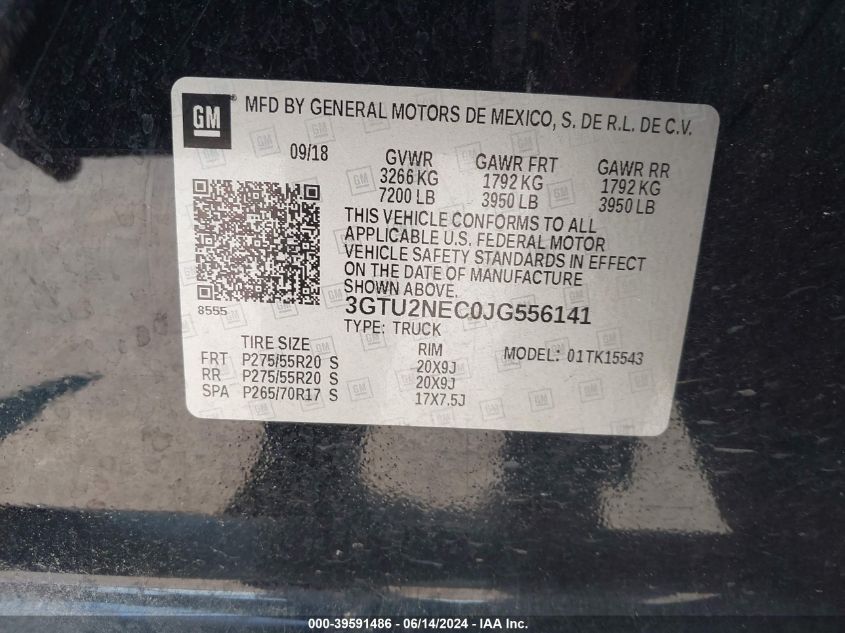 GM ® MFD BY GENERAL MOTORS DE MEXICO, S. DE R.L. DE C.V.
09/18
GVWR GAWR FRT GAWR RR
3266 KG 1792 KG 1792 KG
7200 LB 3950 LB 3950 LB
THIS VEHICLE CONFORMS TO ALL
APPLICABLE U.S. FEDERAL MOTOR
VEHICLE SAFETY STANDARDS IN EFFECT
ON THE DATE OF MANUFACTURE
SHOWN ABOVE.
8555
3GTU2NEC0JG556141
TYPE: TRUCK
TIRE SIZE RIM MODEL: 01TK15543
FRT P275/55R20 S 20X9J
RR P275/55R20 S 20X9J
SPA P265/70R17 S 17X7.5J
000-39591486 - 06/14/2024 - IAA Inc.